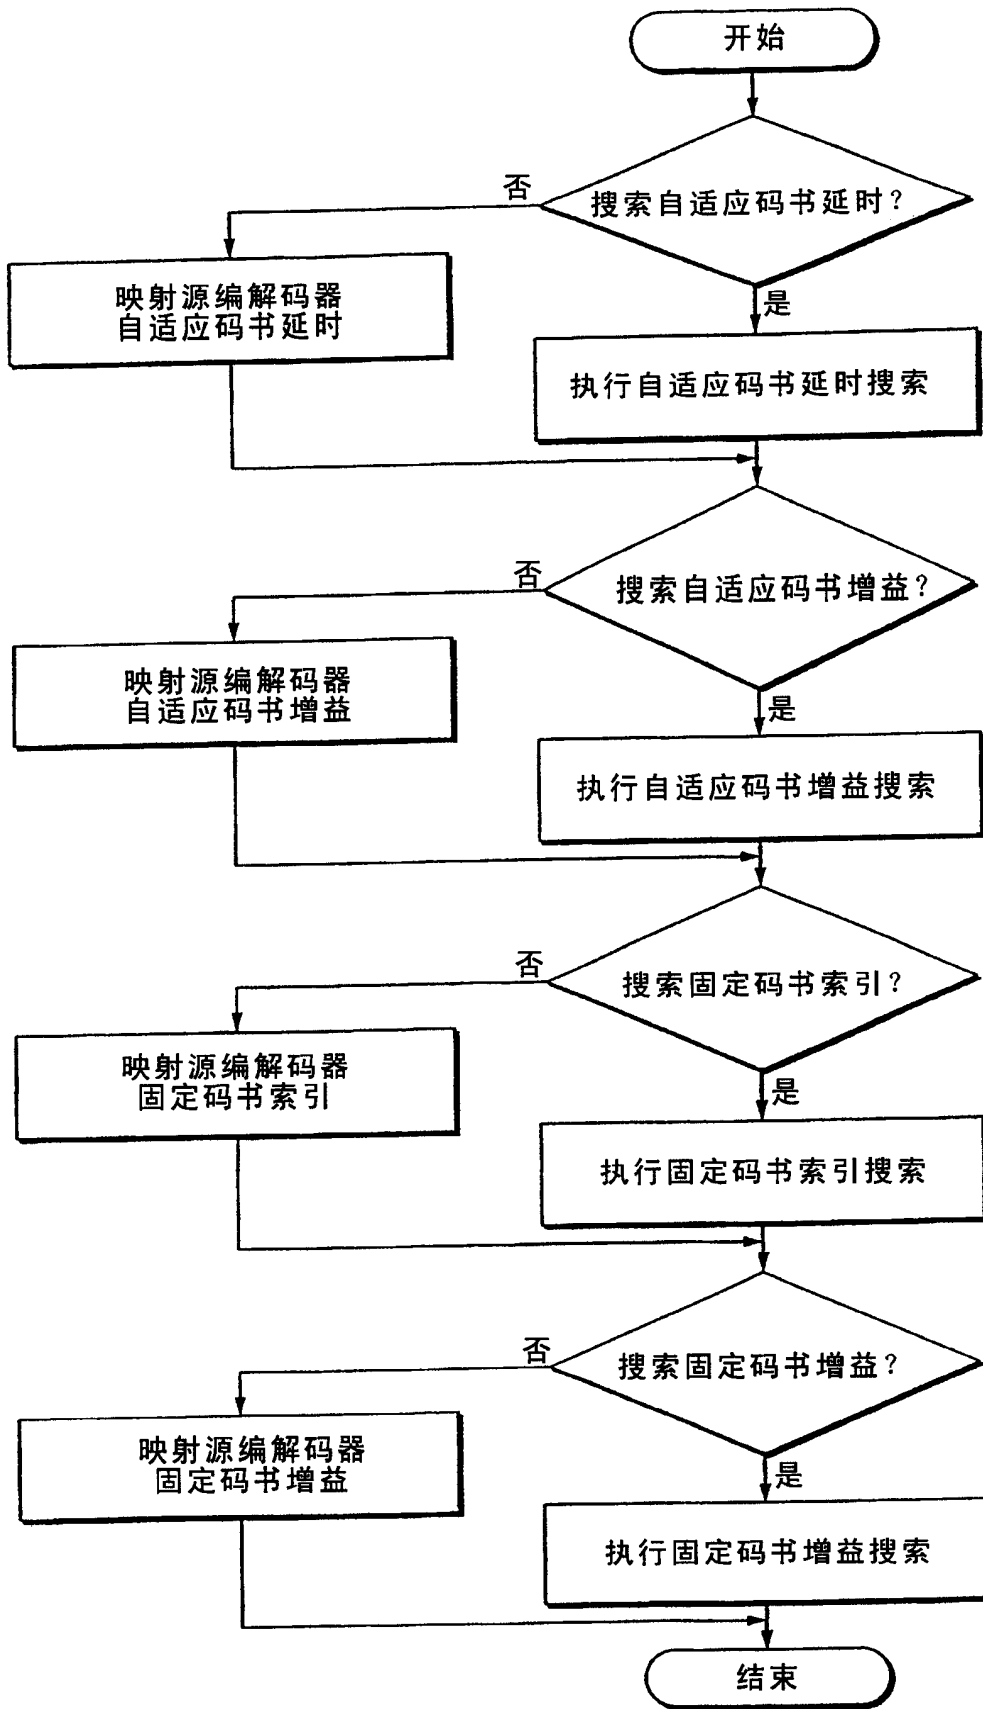 开始
搜索自适应码书延时?
否
映射源编解码器
自适应码书延时
是
执行自适应码书延时搜索
搜索自适应码书增益?
否
映射源编解码器
自适应码书增益
是
执行自适应码书增益搜索
搜索固定码书索引?
否
映射源编解码器
固定码书索引
是
执行固定码书索引搜索
搜索固定码书增益?
否
映射源编解码器
固定码书增益
是
执行固定码书增益搜索
结束